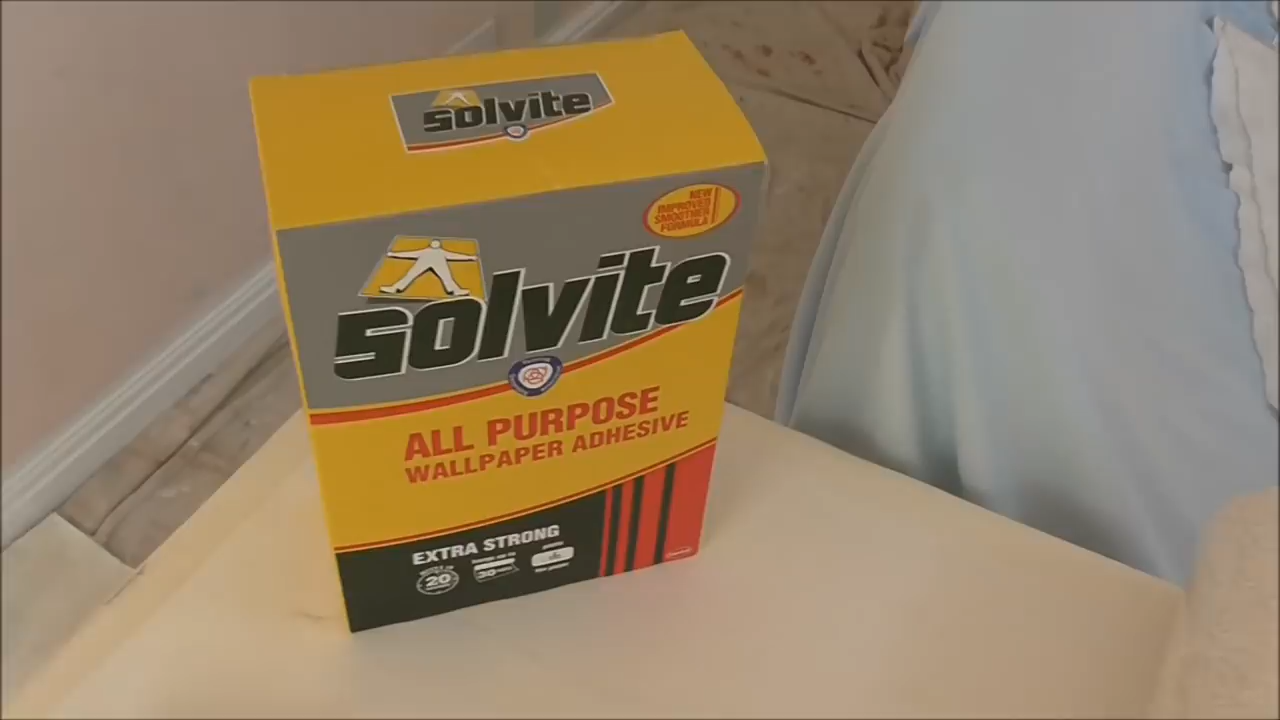 Solvite
NEW
IMPROVED
SMOOTHER
FORMULA
Solvite
ALL PURPOSE
WALLPAPER ADHESIVE
EXTRA STRONG
20
30